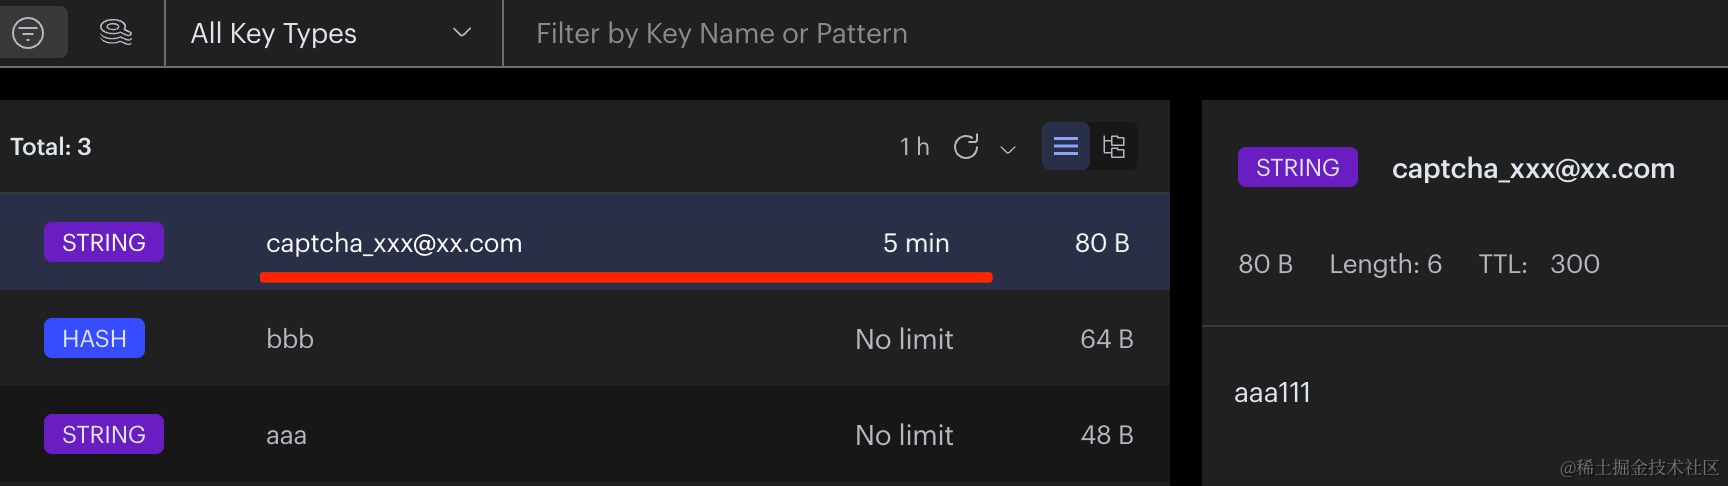 All Key Types Filter by Key Name or Pattern
Total: 3 1 h
STRING captcha_xxx@xx.com 5 min 80 B
HASH bbb No limit 64 B
STRING aaa No limit 48 B
STRING captcha_xxx@xx.com
80 B Length: 6 TTL: 300
aaa111
@稀土掘金技术社区